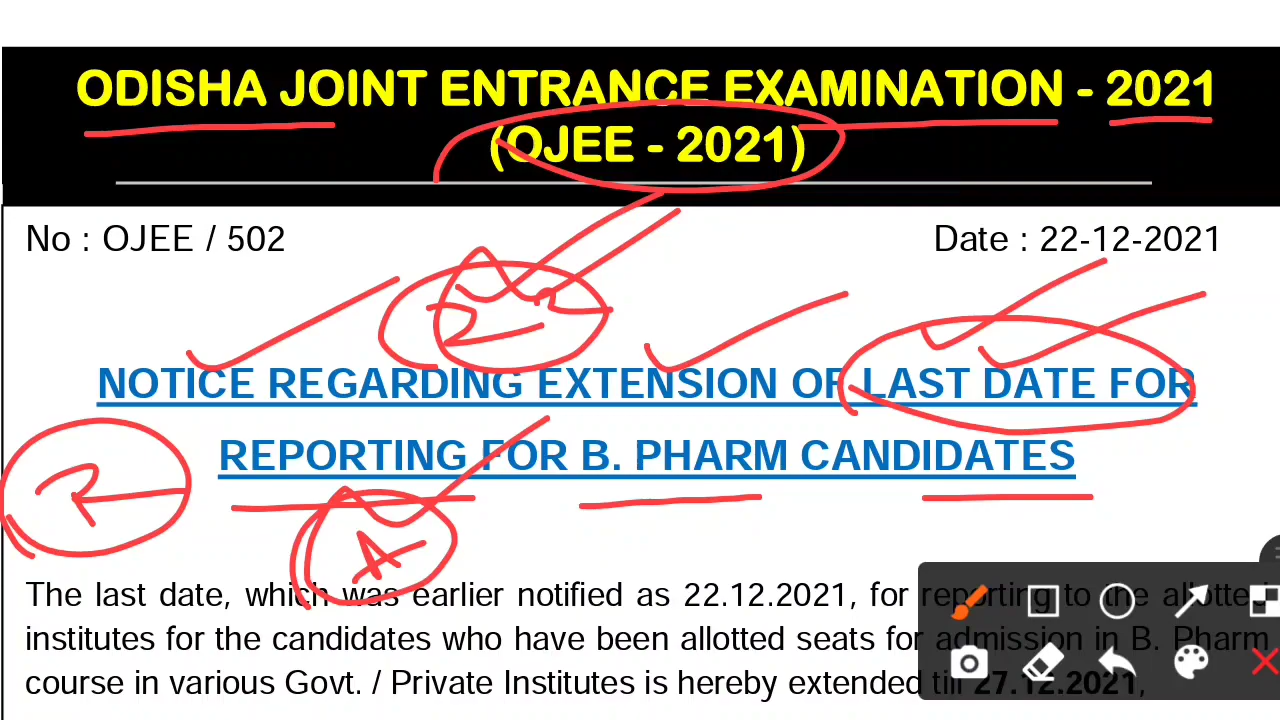 ODISHA JOINT ENTRANCE EXAMINATION - 2021
(OJEE - 2021)
No : OJEE / 502
Date : 22-12-2021
NOTICE REGARDING EXTENSION OF LAST DATE FOR
REPORTING FOR B. PHARM CANDIDATES
The last date, which was earlier notified as 22.12.2021, for reporting to the allotted
institutes for the candidates who have been allotted seats for admission in B. Pharm
course in various Govt. / Private Institutes is hereby extended till 27.12.2021,